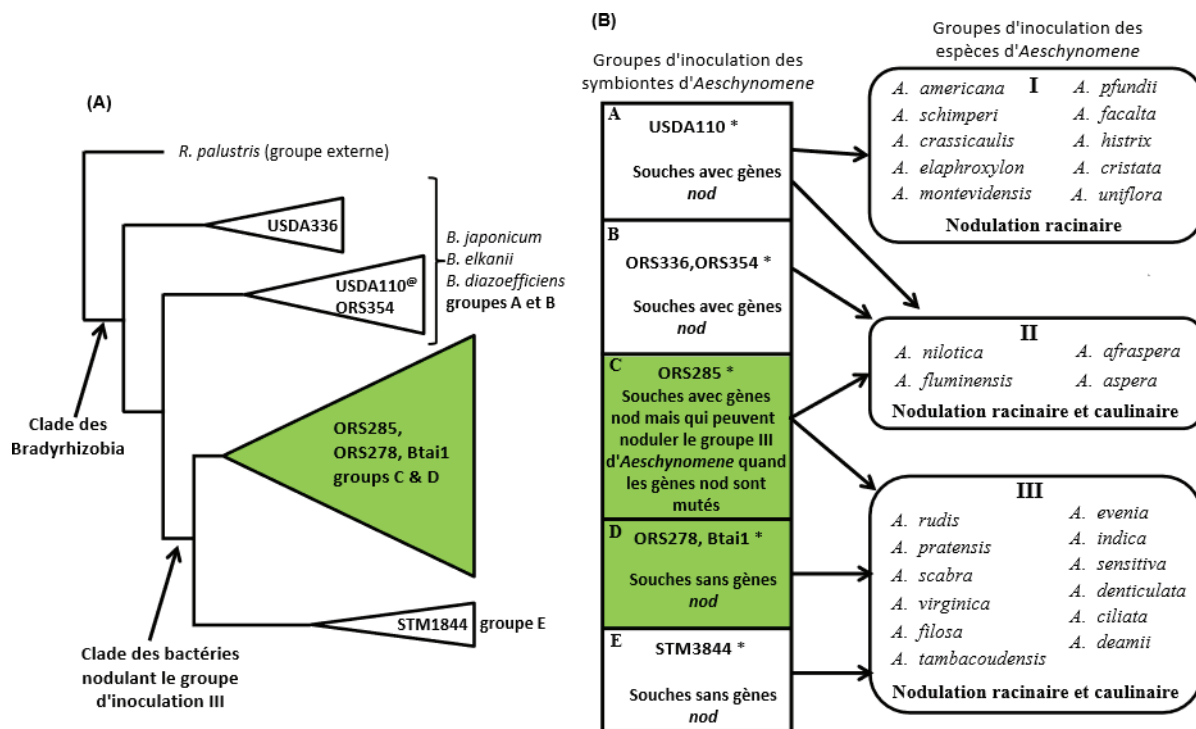 (A)
R. palustris (groupe externe)
USDA336
USDA110@
ORS354
B. japonicum
B. elkanii
B. diazoefficiens
groupes A et B
Clade des
Bradyrhizobia
ORS285,
ORS278, Btai1
groups C & D
STM1844
groupe E
Clade des bactéries
nodulant le groupe
d'inoculation III
(B)
Groupes d'inoculation des
symbiontes d'Aeschynomene
A
USDA110 *
Souches avec gènes
nod
B
ORS336,ORS354 *
Souches avec gènes
nod
C
ORS285 *
Souches avec gènes
nod mais qui peuvent
noduler le groupe III
d'Aeschynomene quand
les gènes nod sont
mutés
D
ORS278, Btai1 *
Souches sans gènes
nod
E
STM3844 *
Souches sans gènes
nod
Groupes d'inoculation des
espèces d'Aeschynomene
I
A. americana
A. schimperi
A. crassicaulis
A. elaphroxylon
A. montevidensis
A. pfundii
A. facalta
A. histrix
A. cristata
A. uniflora
Nodulation racinaire
II
A. nilotica
A. fluminensis
A. afraspera
A. aspera
Nodulation racinaire et caulinaire
III
A. rudis
A. pratensis
A. scabra
A. virginica
A. filosa
A. tambacoudensis
A. evenia
A. indica
A. sensitiva
A. denticulata
A. ciliata
A. deamii
Nodulation racinaire et caulinaire